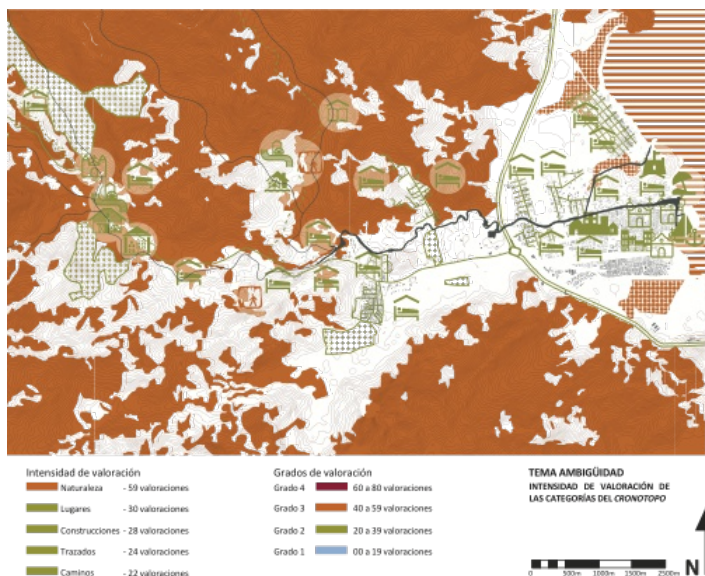 Intensidad de valoración
Naturaleza - 59 valoraciones
Lugares - 30 valoraciones
Construcciones - 28 valoraciones
Trazados - 24 valoraciones
Caminos - 22 valoraciones
Grados de valoración
Grado 4 60 a 80 valoraciones
Grado 3 40 a 59 valoraciones
Grado 2 20 a 39 valoraciones
Grado 1 00 a 19 valoraciones
TEMA AMBIGÜIDAD
INTENSIDAD DE VALORACIÓN DE
LAS CATEGORÍAS DEL CRONOTOPO
0 500m 1000m 1500m 2500m
N